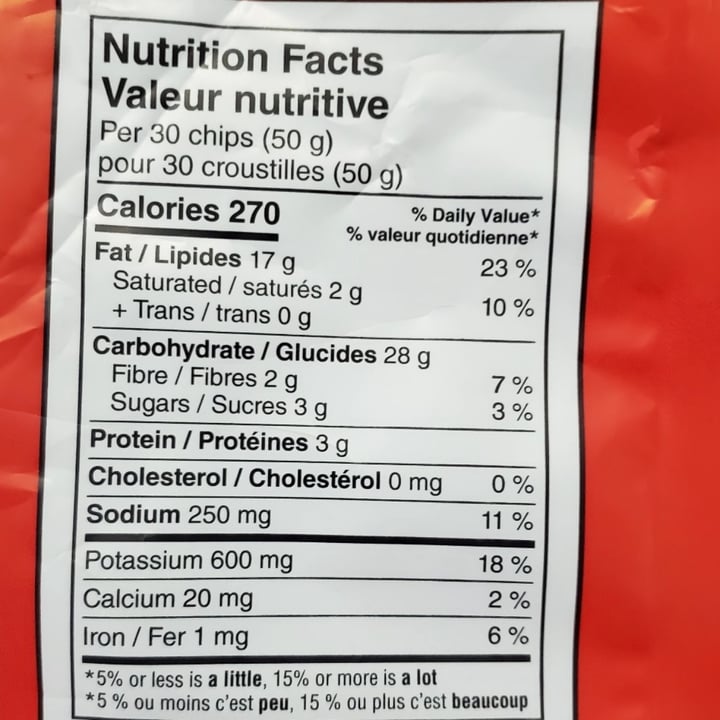 Nutrition Facts
Valeur nutritive
Per 30 chips (50 g)
pour 30 croustilles (50 g)
Calories 270
% Daily Value*
% valeur quotidienne*
Fat / Lipides 17 g 23 %
Saturated / saturés 2 g
+ Trans / trans 0 g 10 %
Carbohydrate / Glucides 28 g
Fibre / Fibres 2 g 7 %
Sugars / Sucres 3 g 3 %
Protein / Protéines 3 g
Cholesterol / Cholestérol 0 mg 0 %
Sodium 250 mg 11 %
Potassium 600 mg 18 %
Calcium 20 mg 2 %
Iron / Fer 1 mg 6 %
*5% or less is a little, 15% or more is a lot
*5 % ou moins c'est peu, 15 % ou plus c'est beaucoup